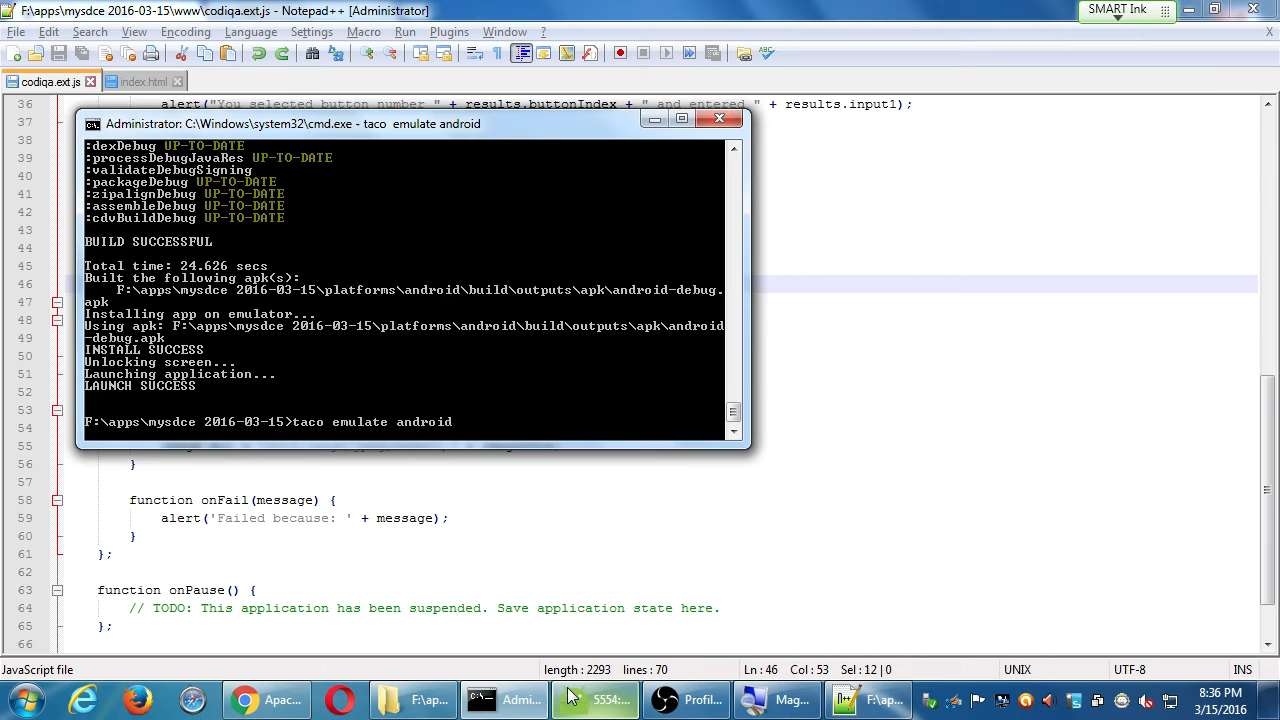 F:\apps\mysdce 2016-03-15\www\codiqa.ext.js - Notepad++ [Administrator]
SMART Ink
File Edit Search View Encoding Language Settings Macro Run Plugins Window ? X
codiqa.ext.js index.html
36 alert("You selected button number " + results.buttonIndex + " and entered " + results.input1);
37
Administrator: C:\Windows\system32\cmd.exe - taco  emulate android
:dexDebug UP-TO-DATE
:processDebugJavaRes UP-TO-DATE
:validateDebugSigning
:packageDebug UP-TO-DATE
:zipalignDebug UP-TO-DATE
:assembleDebug UP-TO-DATE
:cdvBuildDebug UP-TO-DATE
BUILD SUCCESSFUL
Total time: 24.626 secs
Built the following apk(s):
F:\apps\mysdce 2016-03-15\platforms\android\build\outputs\apk\android-debug.
apk
Installing app on emulator...
Using apk: F:\apps\mysdce 2016-03-15\platforms\android\build\outputs\apk\android
-debug.apk
INSTALL SUCCESS
Unlocking screen...
Launching application...
LAUNCH SUCCESS
F:\apps\mysdce 2016-03-15>taco emulate android
38
39
40
41
42
43
44
45
46
47
48
49
50
51
52
53
54
55
56 }
57
58 function onFail(message) {
59 alert('Failed because: ' + message);
60 }
61 };
62
63 function onPause() {
64 // TODO: This application has been suspended. Save application state here.
65 };
66
JavaScript file length : 2293 lines : 70 Ln : 46 Col : 53 Sel : 12 | 0 UNIX UTF-8 INS
Apac... F:\ap... Admi... 5554:... Profil... Mag... F:\ap...
8:36 PM
3/15/2016